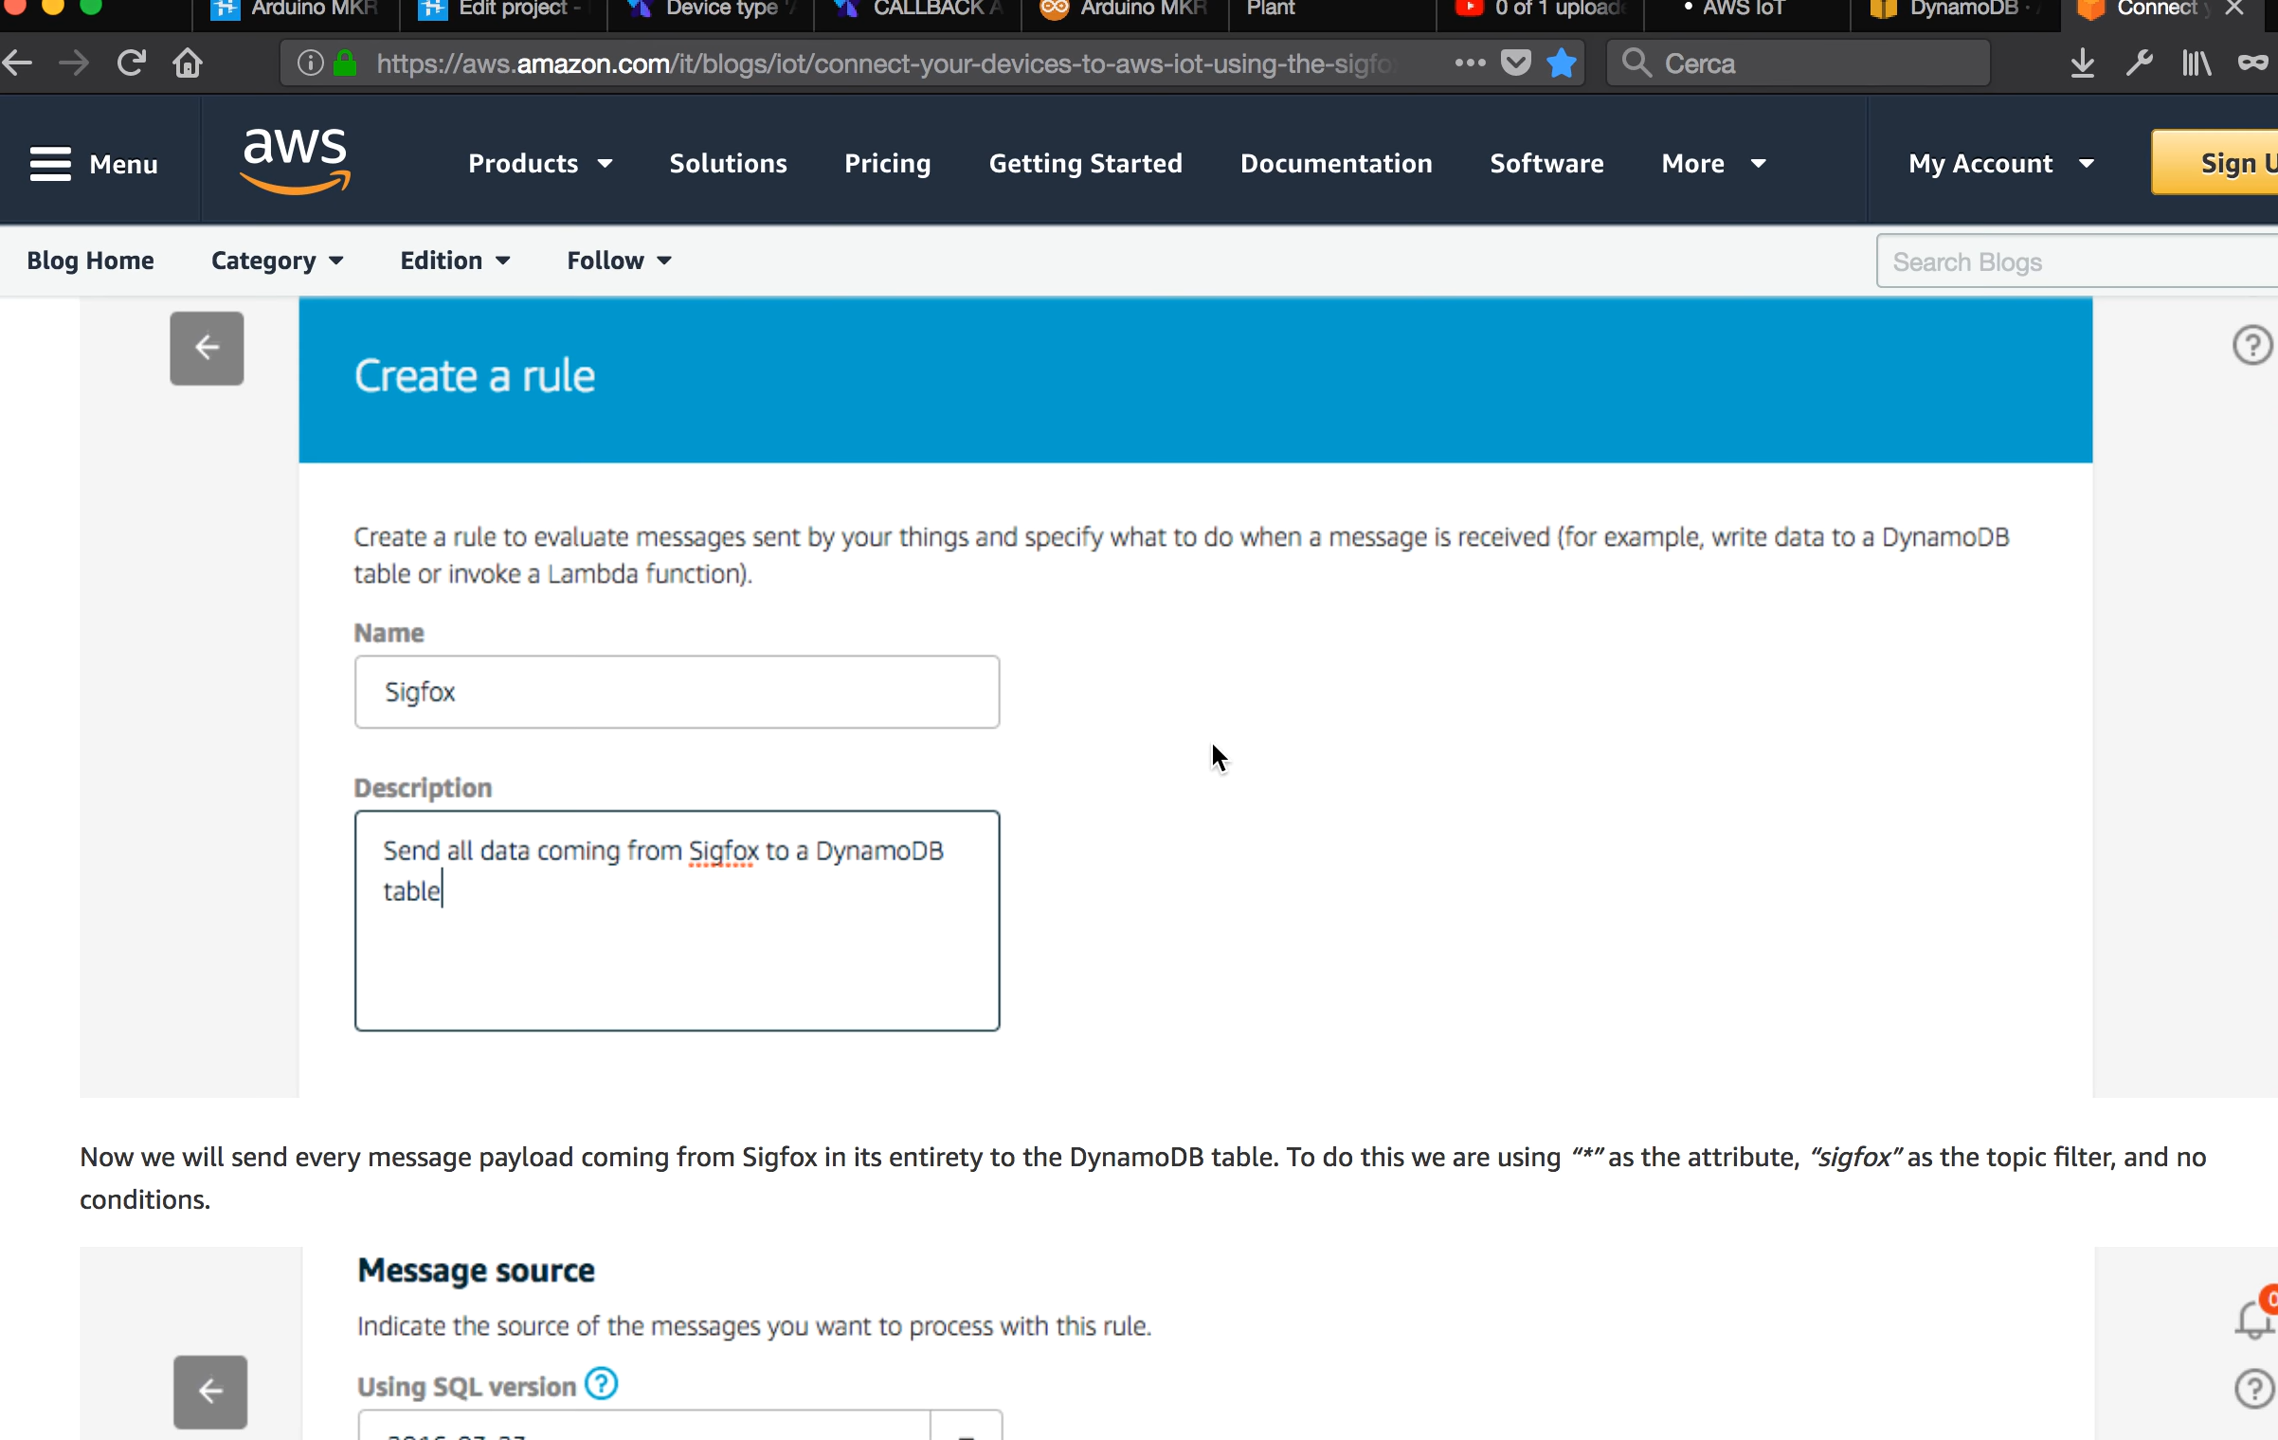 Arduino MKR
Edit project -
Device type
CALLBACK A
Arduino MKR
Plant
0 of 1 upload
• AWS IoT
DynamoDB ·
Connect y
https://aws.amazon.com/it/blogs/iot/connect-your-devices-to-aws-iot-using-the-sigfo
Cerca
Menu
aws
Products
Solutions
Pricing
Getting Started
Documentation
Software
More
My Account
Sign U
Blog Home
Category
Edition
Follow
Search Blogs
Create a rule
Create a rule to evaluate messages sent by your things and specify what to do when a message is received (for example, write data to a DynamoDB
table or invoke a Lambda function).
Name
Sigfox
Description
Send all data coming from Sigfox to a DynamoDB
table
Now we will send every message payload coming from Sigfox in its entirety to the DynamoDB table. To do this we are using “*” as the attribute, “sigfox” as the topic filter, and no
conditions.
Message source
0
Indicate the source of the messages you want to process with this rule.
Using SQL version